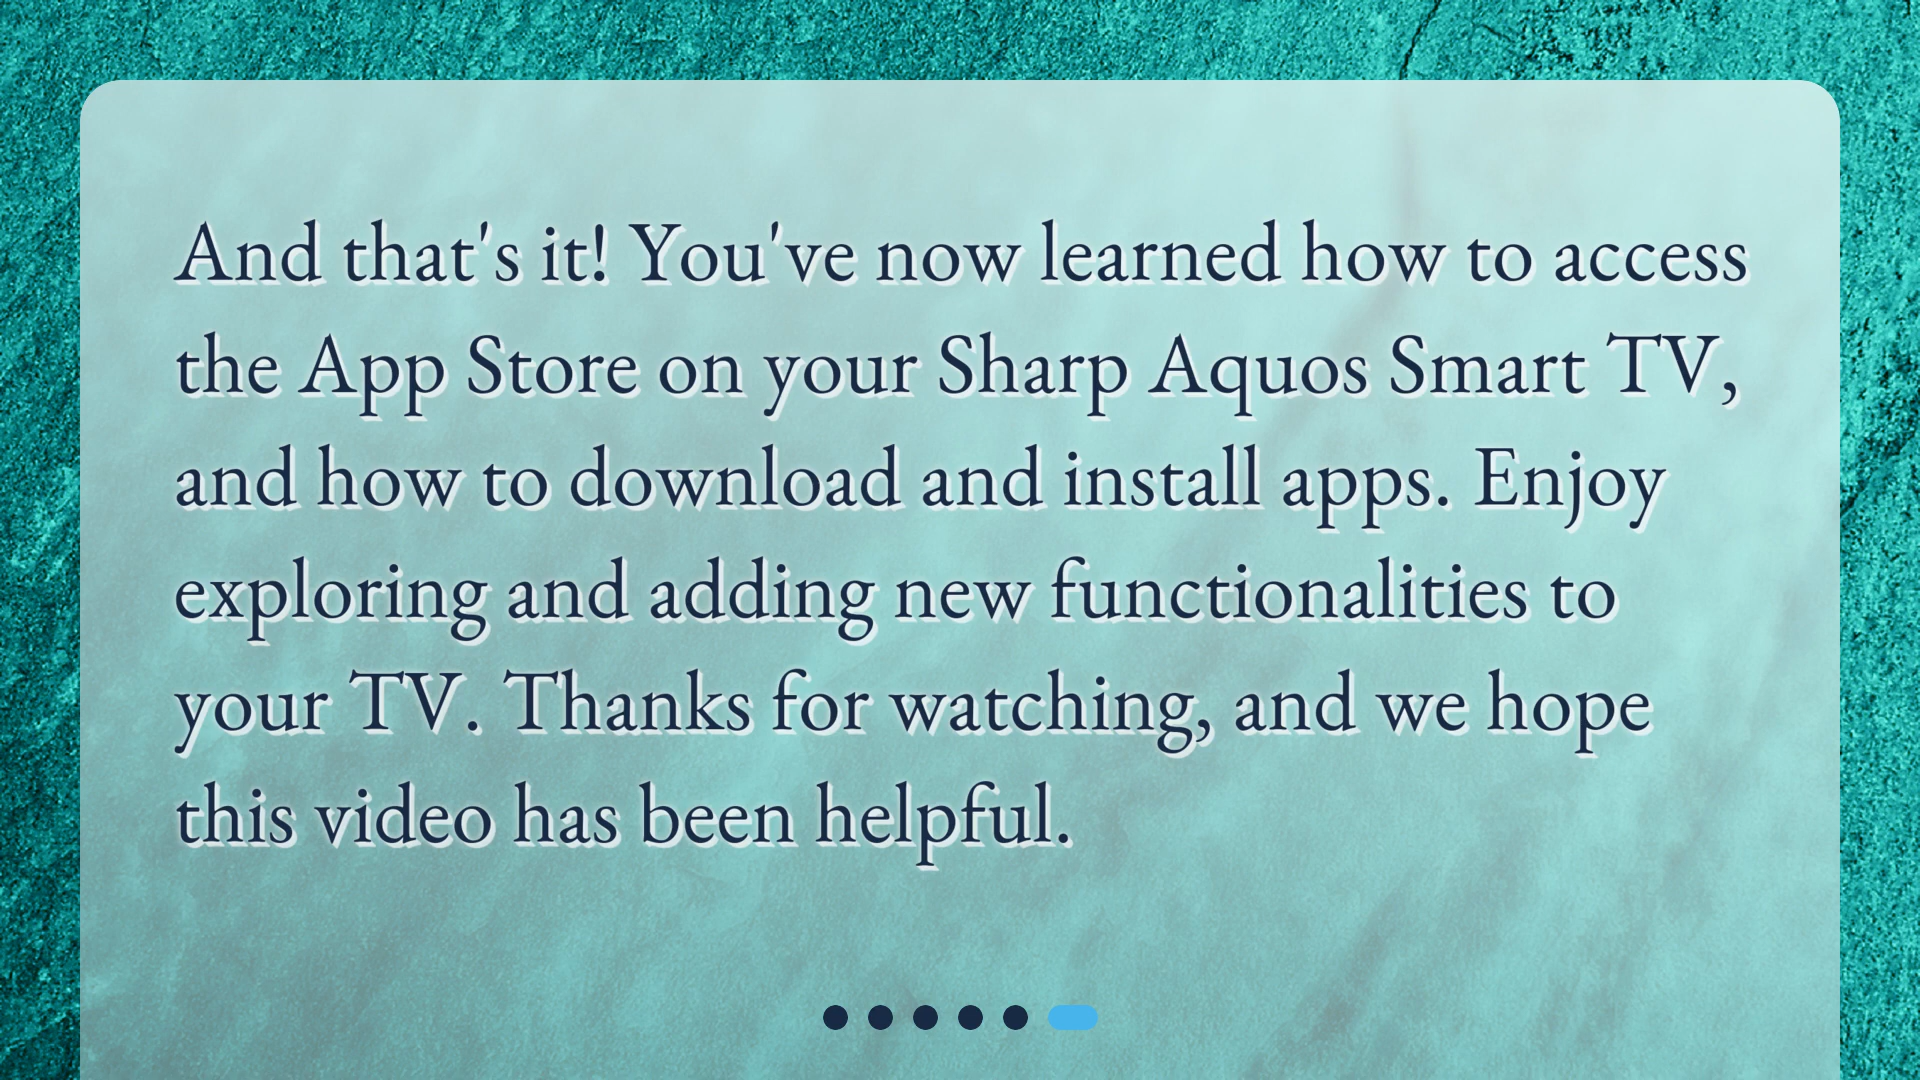 And that's it! You've now learned how to access
the App Store on your Sharp Aquos Smart TV,
and how to download and install apps. Enjoy
exploring and adding new functionalities to
your TV. Thanks for watching, and we hope
this video has been helpful.